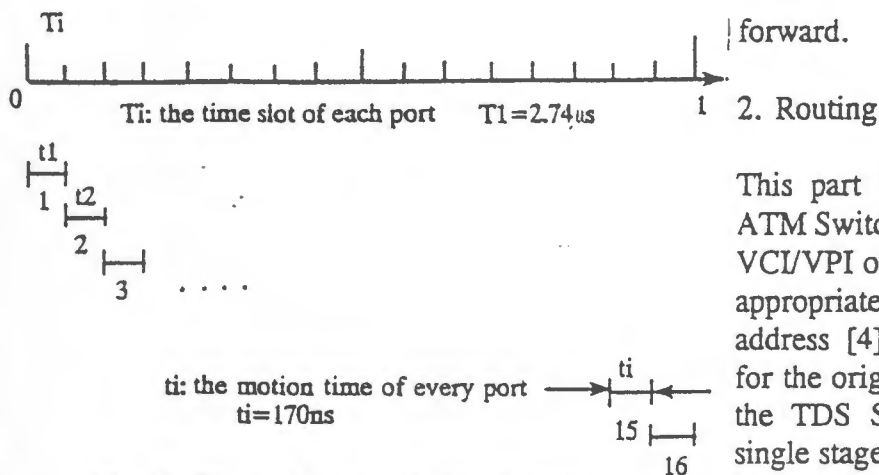 Ti
0
1
Ti: the time slot of each port T1=2.74us
t1
1
t2
2
3
. . . .
ti: the motion time of every port
ti=170ns
ti
15
16
forward.
2. Routing
This part
ATM Switc
VCI/VPI o
appropriate
address [4]
for the orig
the TDS S
single stage